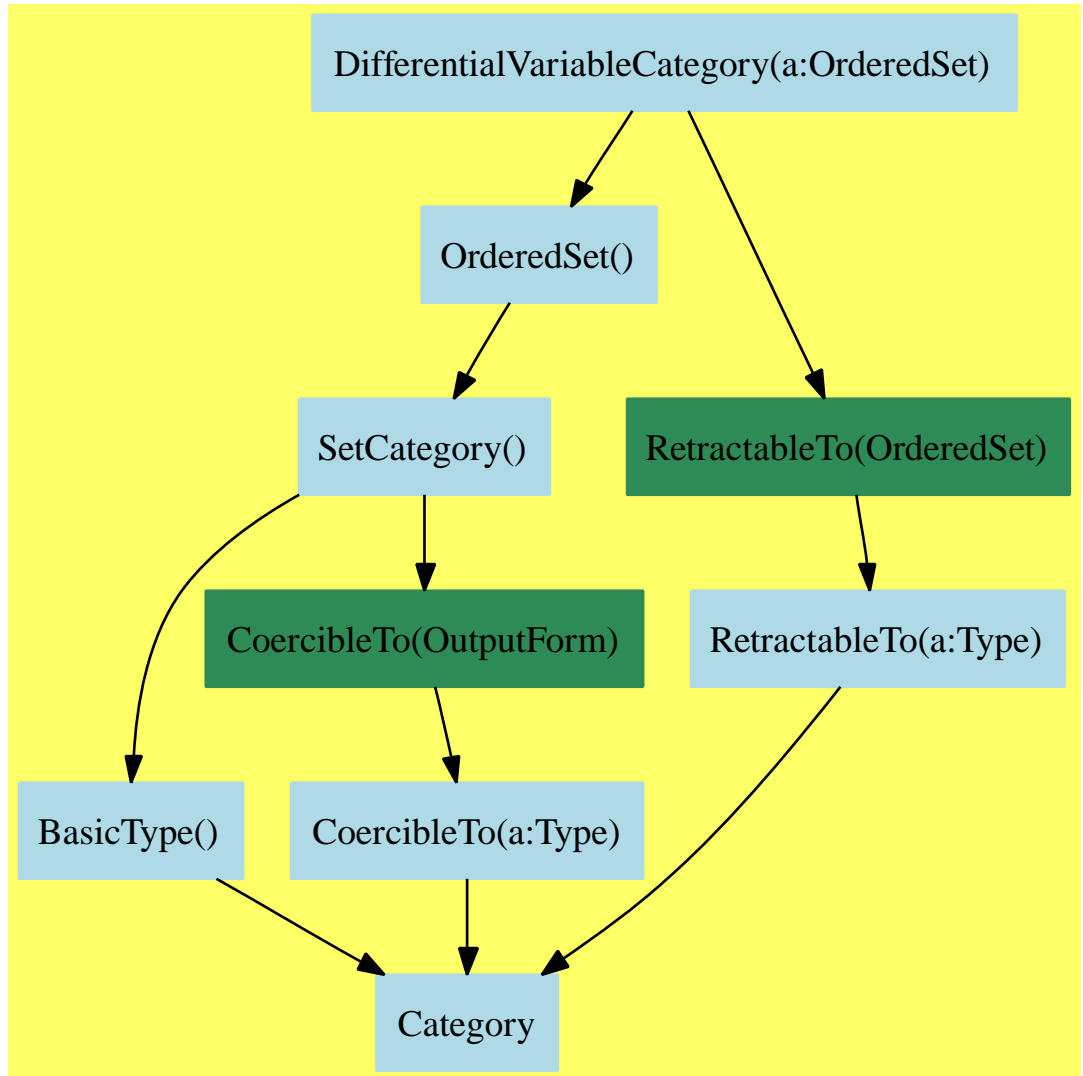 DifferentialVariableCategory(a:OrderedSet)
OrderedSet()
SetCategory()
RetractableTo(OrderedSet)
CoercibleTo(OutputForm)
RetractableTo(a:Type)
BasicType()
CoercibleTo(a:Type)
Category